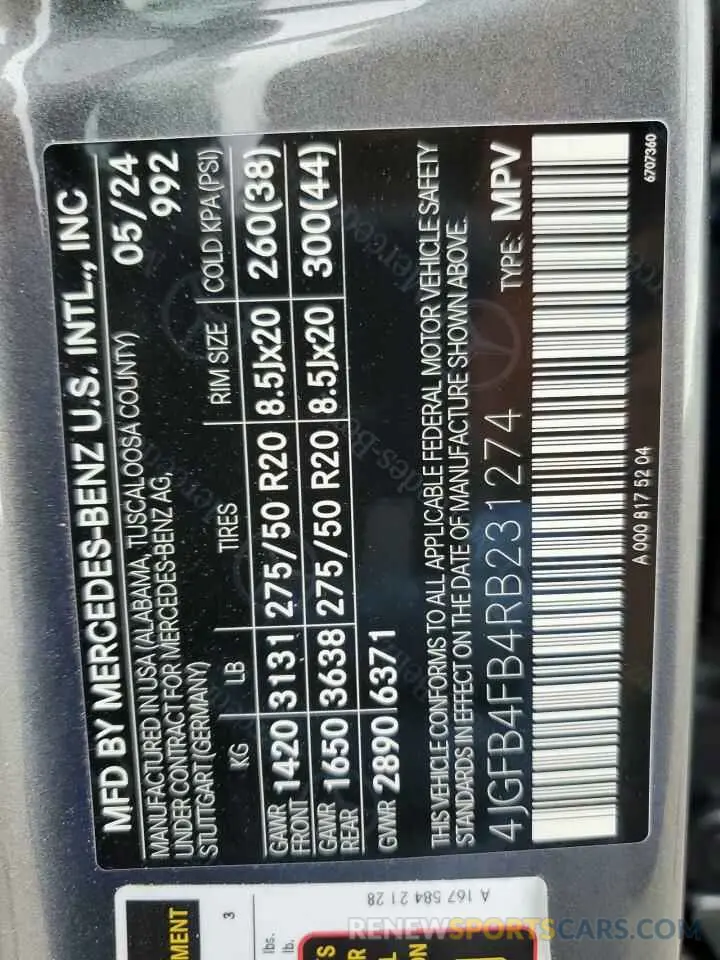 MFD BY MERCEDES-BENZ U.S. INTL., INC
MANUFACTURED IN USA (ALABAMA, TUSCALOOSA COUNTY) 05/24
UNDER CONTRACT FOR MERCEDES-BENZ AG, 992
STUTTGART (GERMANY)
KG LB TIRES RIM SIZE COLD KPA (PSI)
GAWR FRONT 1420 3131 275/50 R20 8.5Jx20 260(38)
GAWR REAR 1650 3638 275/50 R20 8.5Jx20 300(44)
GVWR 2890 6371
THIS VEHICLE CONFORMS TO ALL APPLICABLE FEDERAL MOTOR VEHICLE SAFETY
STANDARDS IN EFFECT ON THE DATE OF MANUFACTURE SHOWN ABOVE.
4JGFB4FB4RB231274 TYPE: MPV
A 000 817 52 04 6707360
A 167 584 21 28
3
lbs.
lb.
RENEWSPORTSCARS.COM